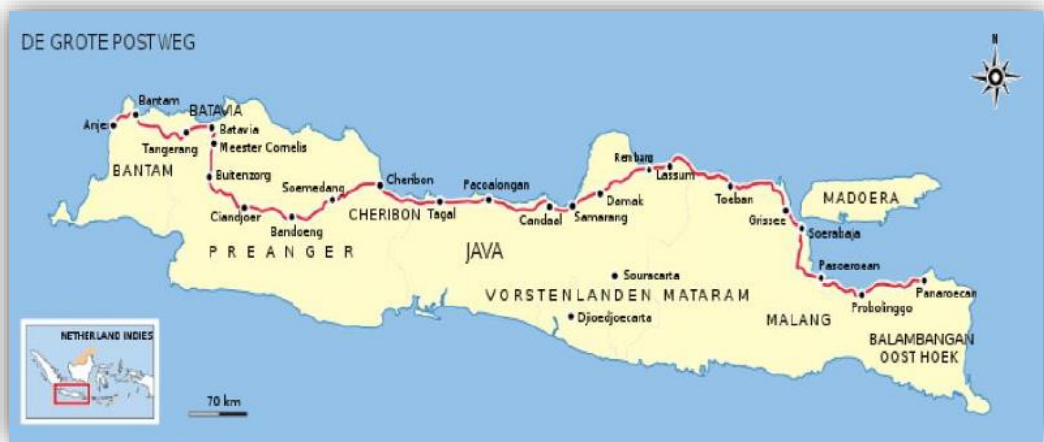 DE GROTE POSTWEG
N
Bantam
BATAVIA
Anjer
Batavia
Tangerang
Meester Cornelis
BANTAM
Buitenzorg
Soemedang
Cheribon
Ciandjoer
CHERIBON
Bandoeng
PREANGER
Tagal
Pacoalongan
Candaal
Samarang
Damak
Rembang
Lassum
Toeban
Grissee
MADOERA
Soerabaja
JAVA
Souracarta
VORSTENLANDEN MATARAM
Djioedjoecarta
Pasoeroean
Probolinggo
Panaroecan
MALANG
BALAMBANGAN
OOST HOEK
NETHERLAND INDIES
70 km